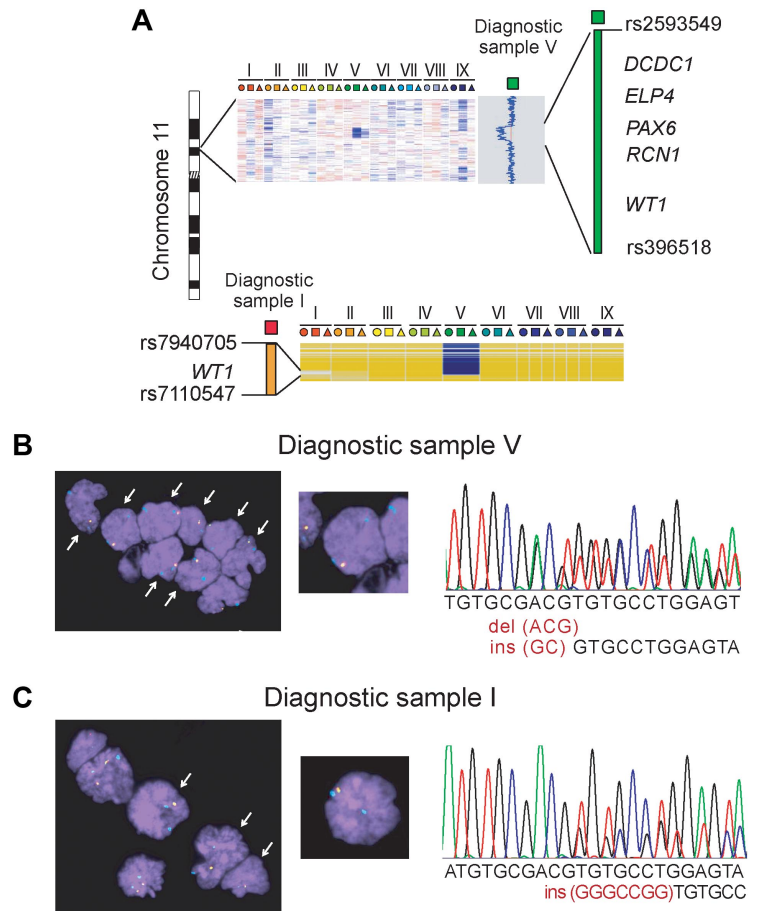 A
Diagnostic
sample V
rs2593549
I II III IV V VI VII VIII IX
DCDC1
ELP4
PAX6
RCN1
WT1
rs396518
Chromosome 11
Diagnostic
sample I
I II III IV V VI VII VIII IX
rs7940705
WT1
rs7110547
B Diagnostic sample V
TGTGCGACGTGTGCCTGGAGT
del (ACG)
ins (GC) GTGCCTGGAGTA
C Diagnostic sample I
ATGTGCGACGTGTGCCTGGAGTA
ins (GGGCCGG)TGTGCC